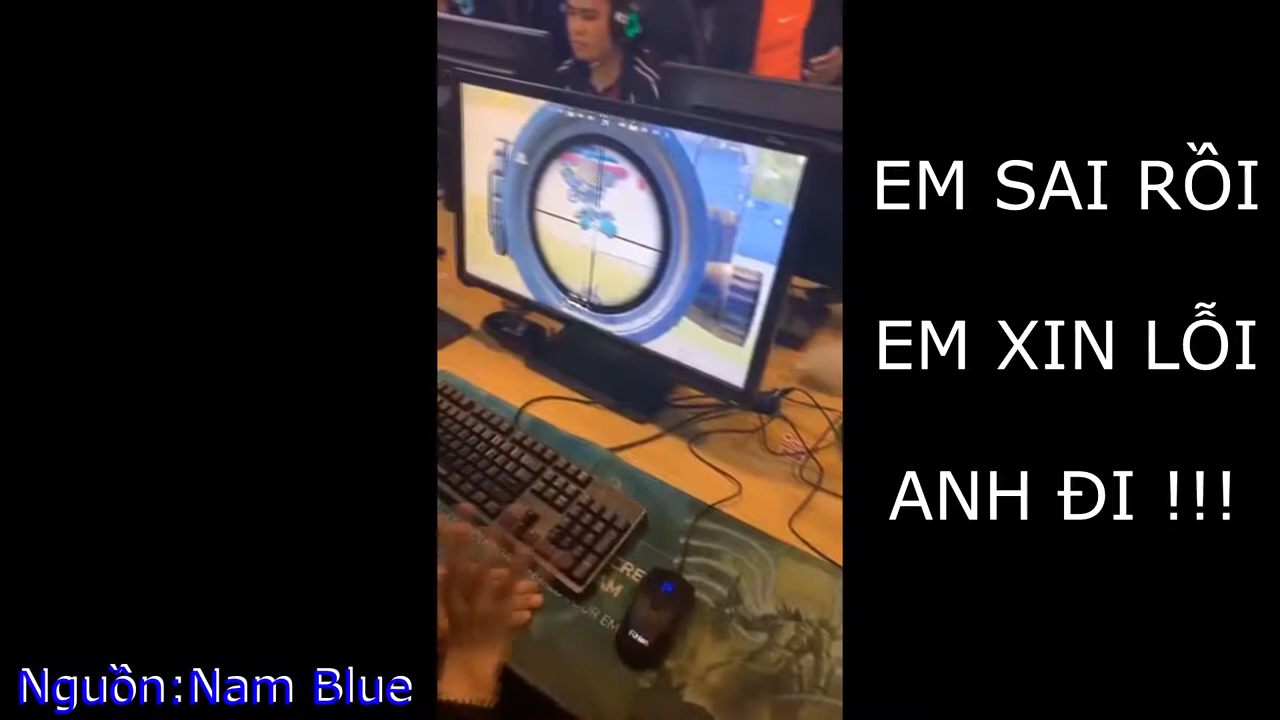 EM SAI RỒI
EM XIN LỖI
ANH ĐI !!!
Nguồn:Nam Blue